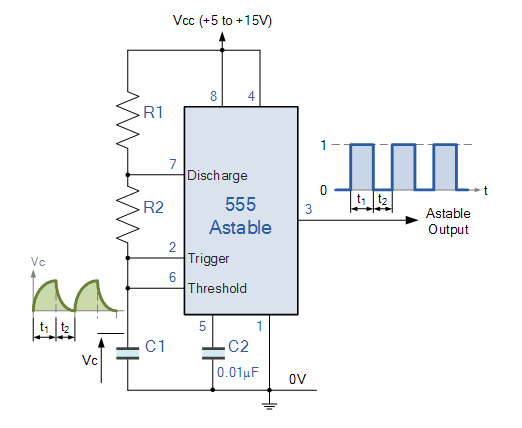 Vcc (+5 to +15V)
8
4
R1
7
Discharge
R2
555
Astable
2
Trigger
6
Threshold
3
1
0
t₁
t₂
t
Astable
Output
Vc
t₁
t₂
Vc
C1
5
1
C2
0.01µF
0V